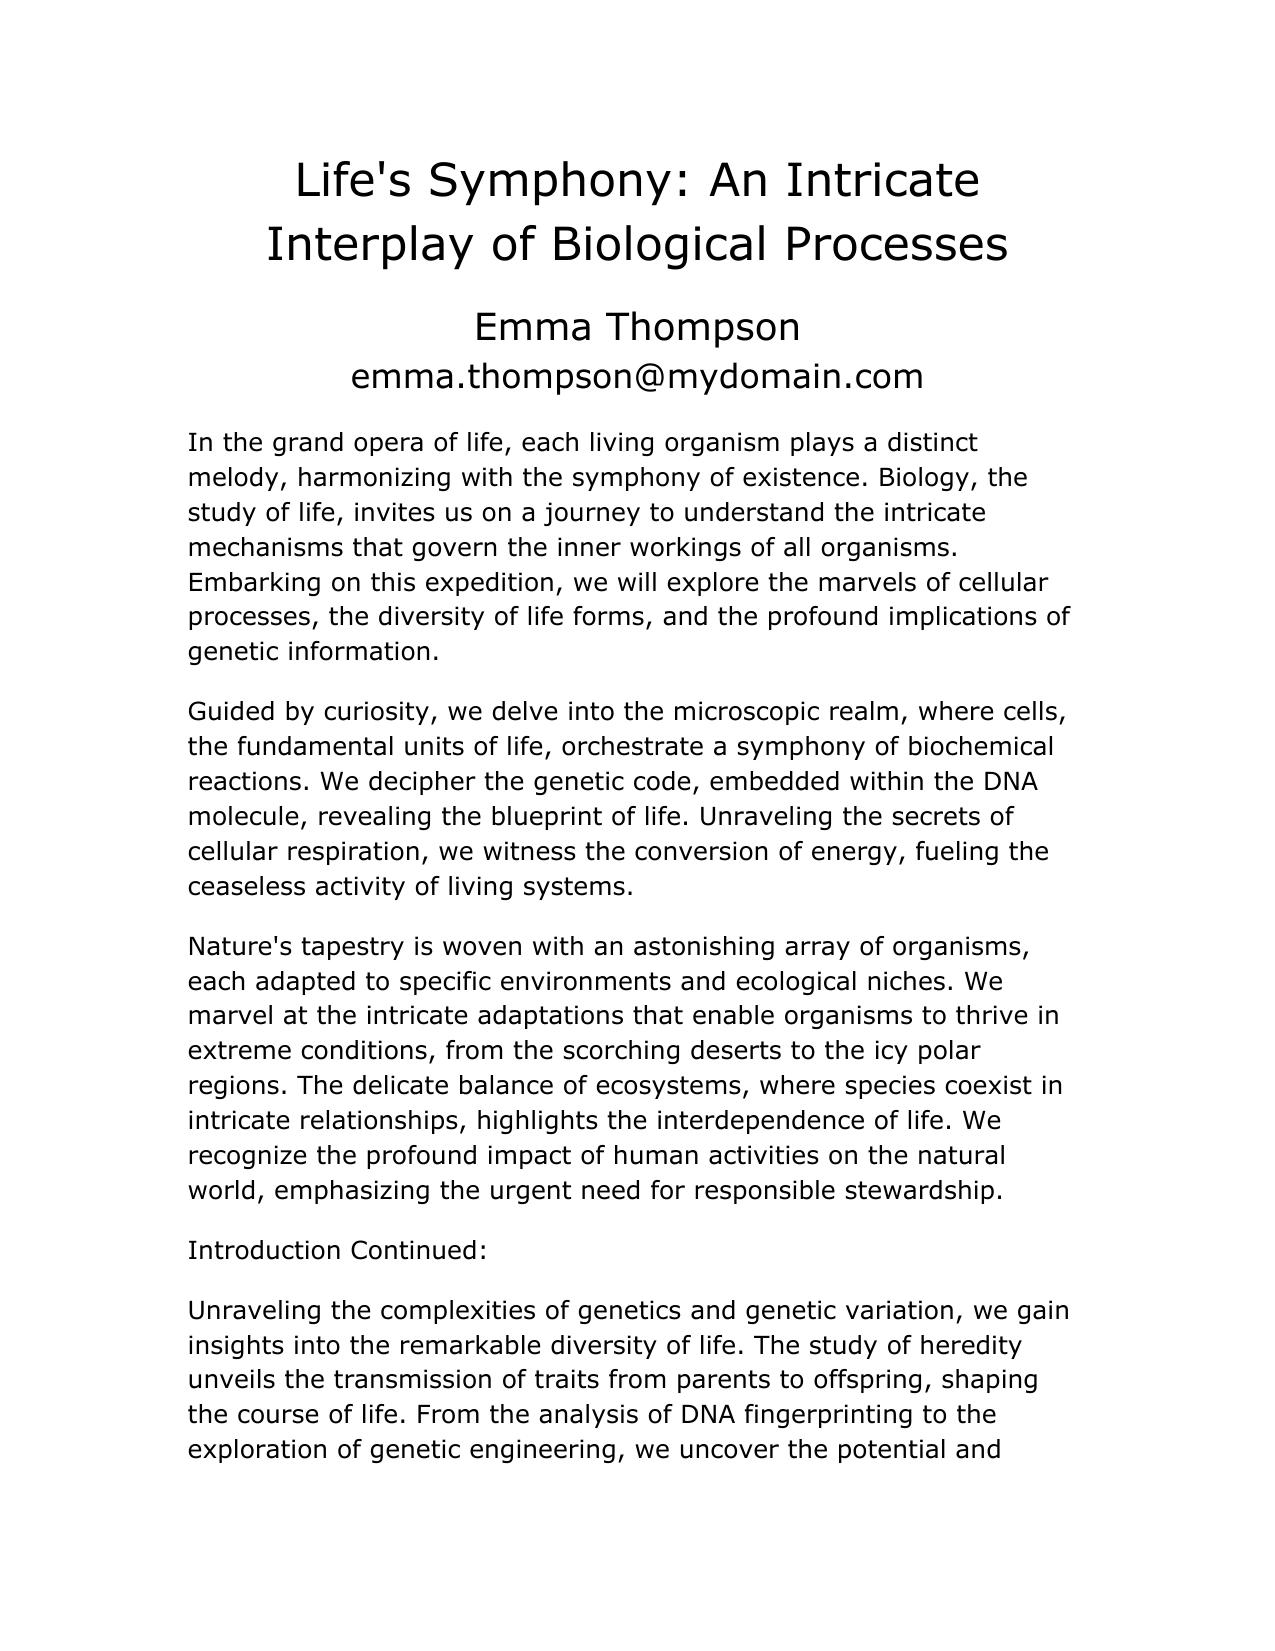 Life's Symphony: An Intricate
Interplay of Biological Processes
Emma Thompson
emma.thompson@mydomain.com
In the grand opera of life, each living organism plays a distinct
melody, harmonizing with the symphony of existence. Biology, the
study of life, invites us on a journey to understand the intricate
mechanisms that govern the inner workings of all organisms.
Embarking on this expedition, we will explore the marvels of cellular
processes, the diversity of life forms, and the profound implications of
genetic information.
Guided by curiosity, we delve into the microscopic realm, where cells,
the fundamental units of life, orchestrate a symphony of biochemical
reactions. We decipher the genetic code, embedded within the DNA
molecule, revealing the blueprint of life. Unraveling the secrets of
cellular respiration, we witness the conversion of energy, fueling the
ceaseless activity of living systems.
Nature's tapestry is woven with an astonishing array of organisms,
each adapted to specific environments and ecological niches. We
marvel at the intricate adaptations that enable organisms to thrive in
extreme conditions, from the scorching deserts to the icy polar
regions. The delicate balance of ecosystems, where species coexist in
intricate relationships, highlights the interdependence of life. We
recognize the profound impact of human activities on the natural
world, emphasizing the urgent need for responsible stewardship.
Introduction Continued:
Unraveling the complexities of genetics and genetic variation, we gain
insights into the remarkable diversity of life. The study of heredity
unveils the transmission of traits from parents to offspring, shaping
the course of life. From the analysis of DNA fingerprinting to the
exploration of genetic engineering, we uncover the potential and